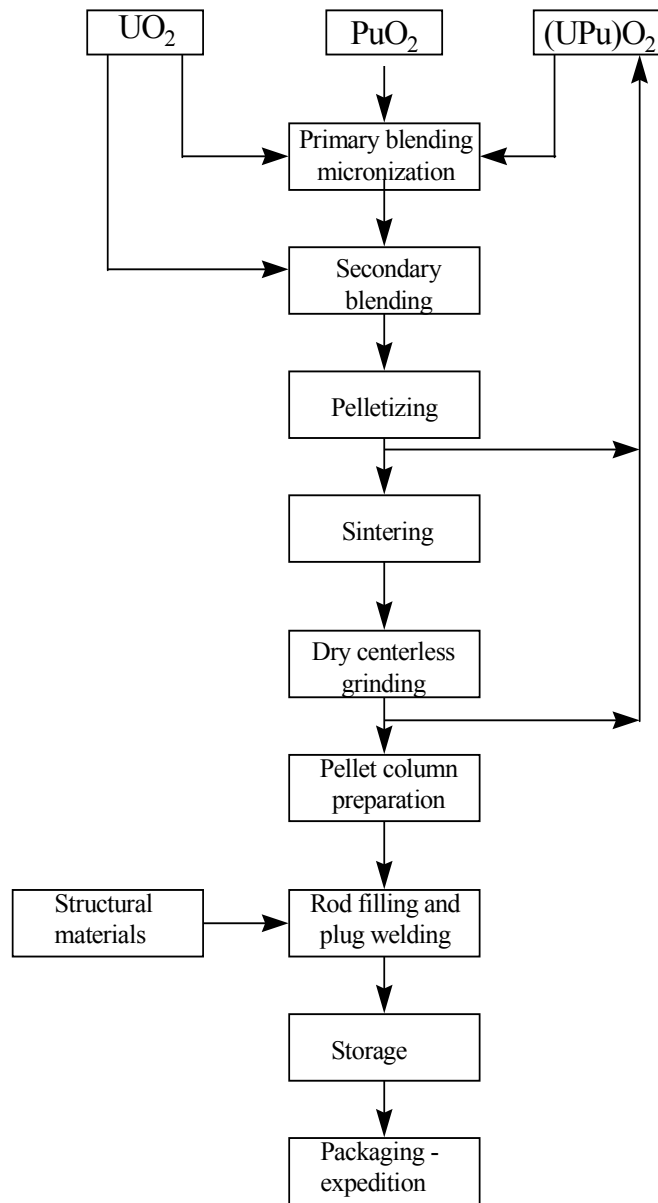 UO₂
PuO₂
(UPu)O₂
Primary blending
micronization
Secondary
blending
Pelletizing
Sintering
Dry centerless
grinding
Pellet column
preparation
Structural
materials
Rod filling and
plug welding
Storage
Packaging -
expedition